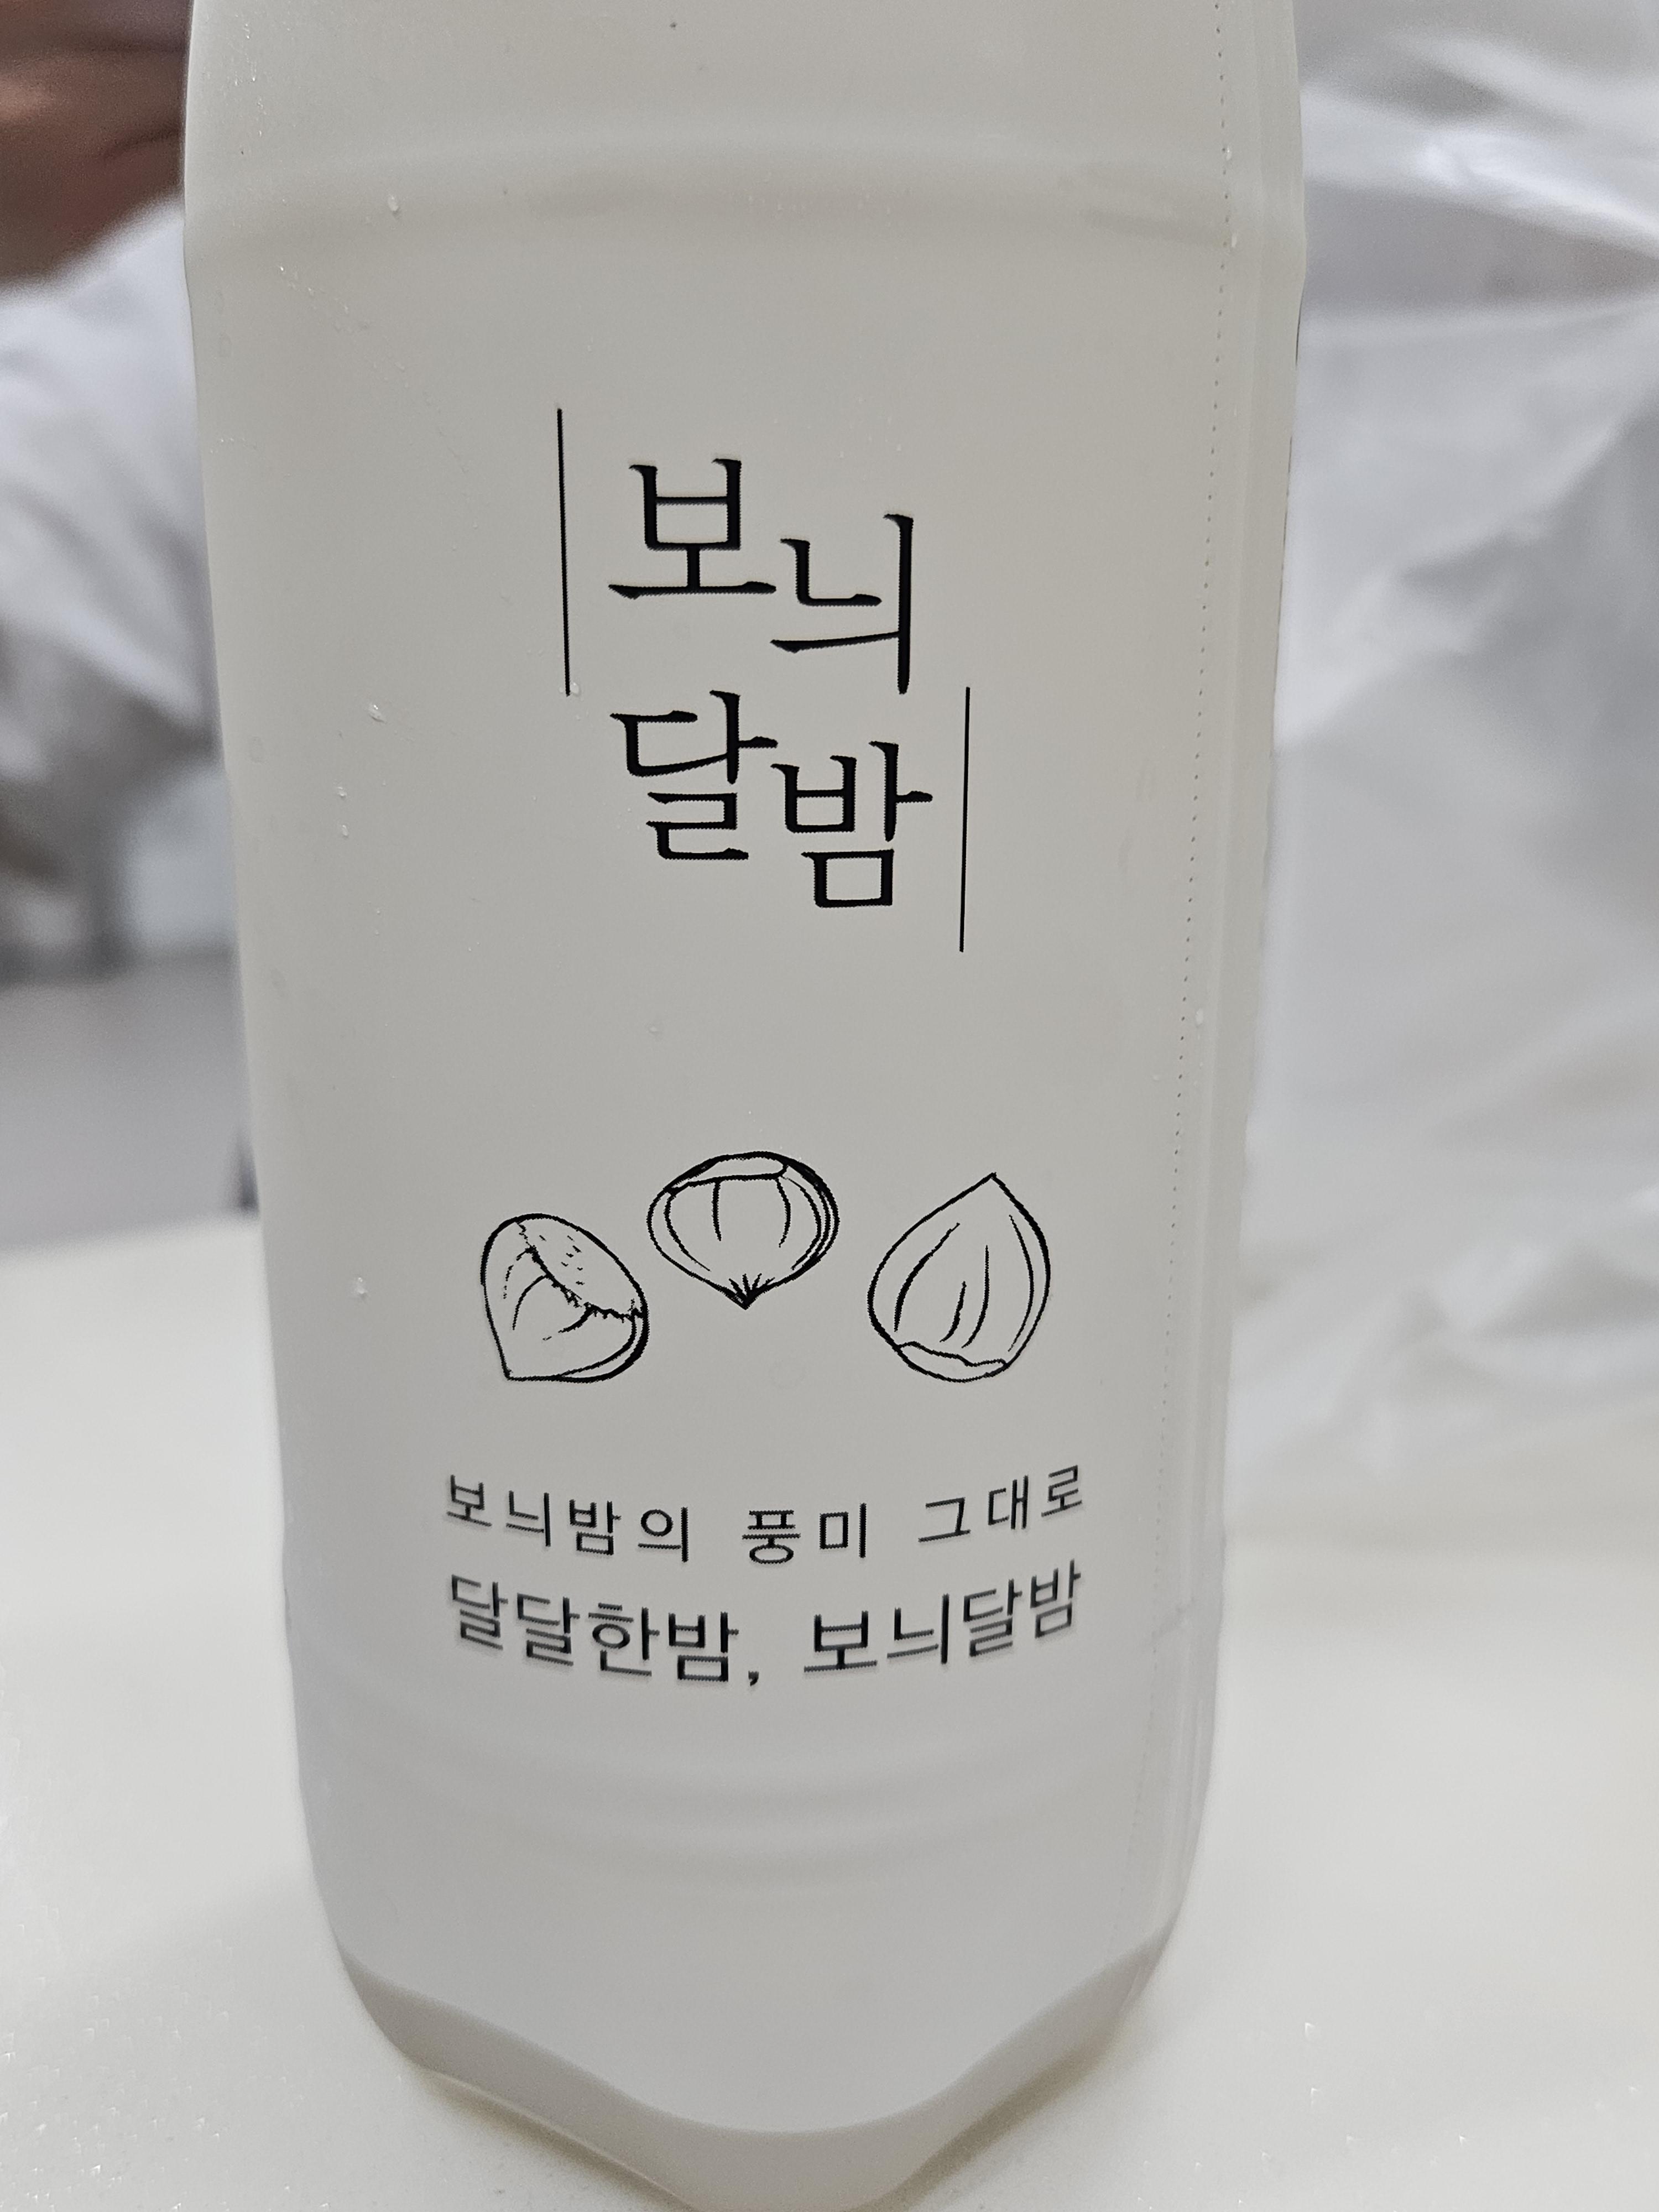 보늬
달밤
보늬밤의 풍미 그대로
달달한밤, 보늬달밤